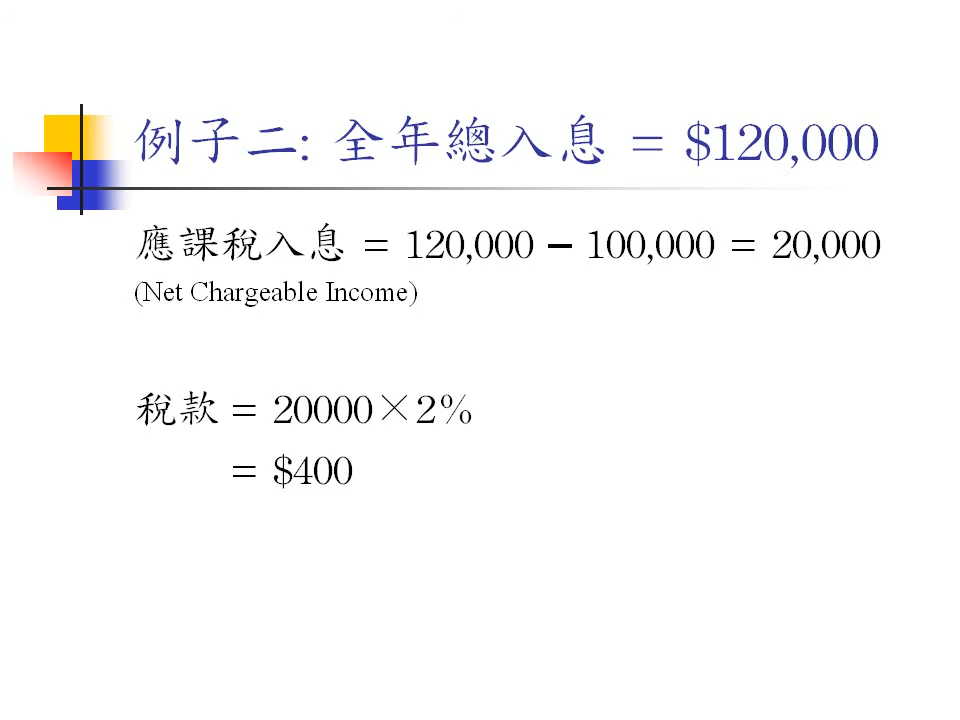 例子二: 全年總入息 = $120,000
應課稅入息 = 120,000 − 100,000 = 20,000
(Net Chargeable Income)
稅款 = 20000×2%
= $400